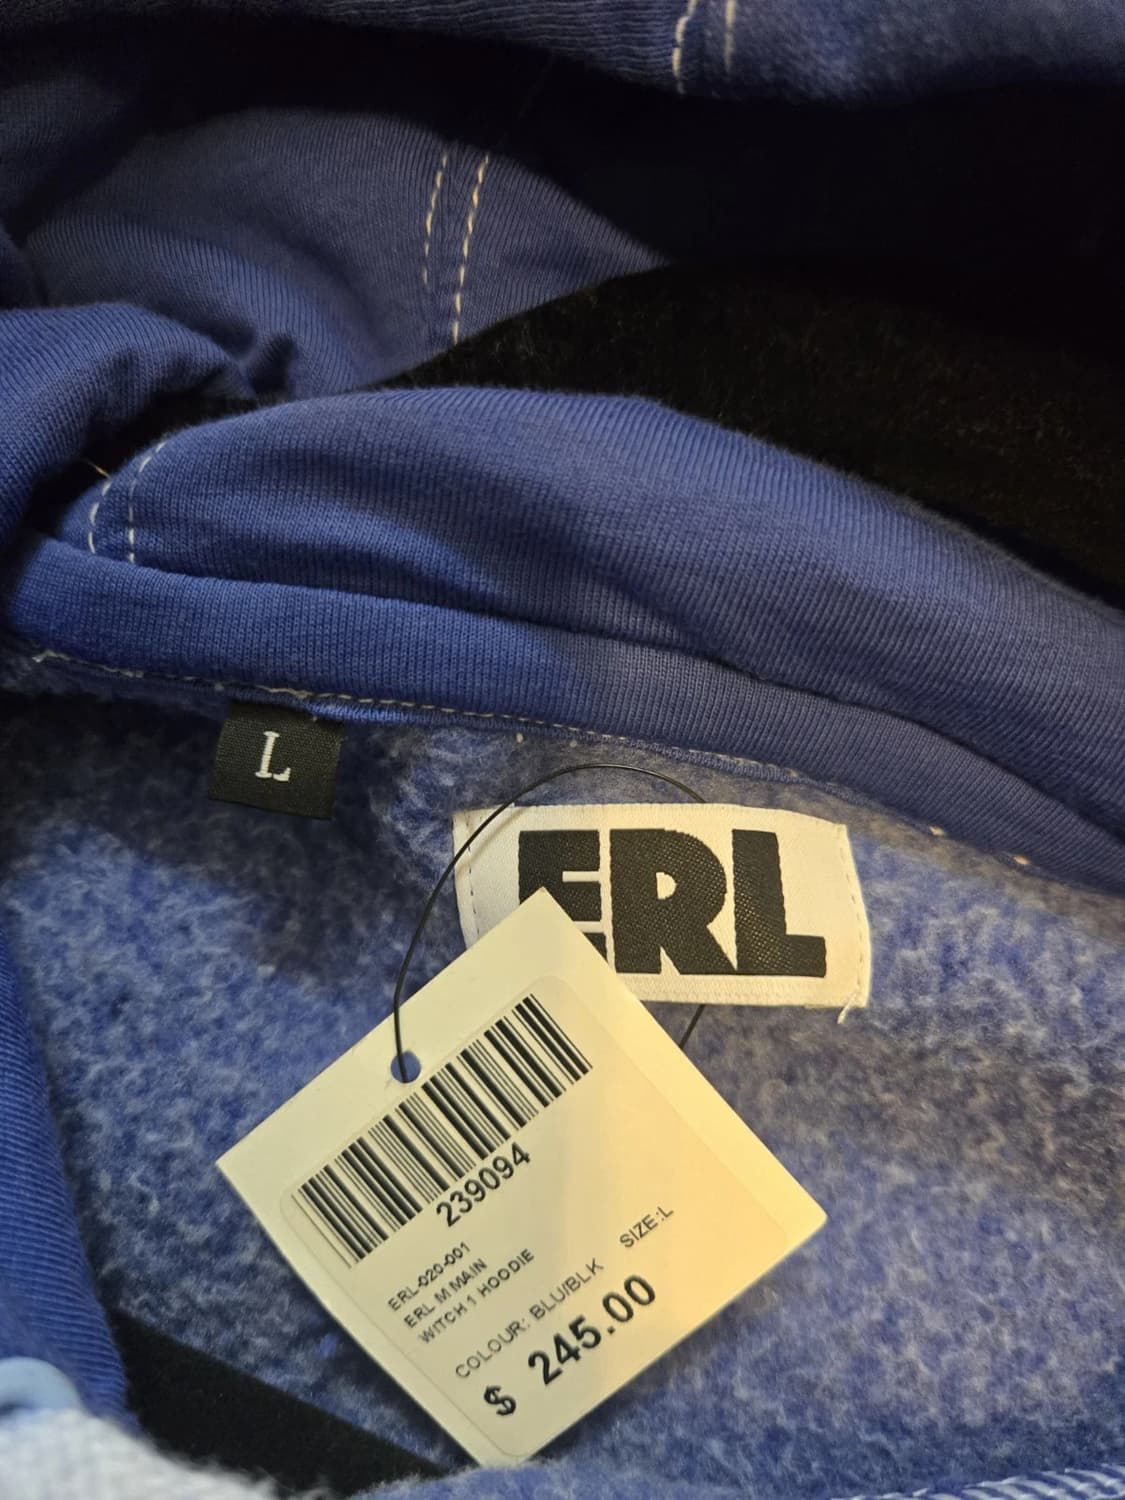 L
ERL
239094
ERL-020-001
ERL M MAIN
WITCH 1 HOODIE
COLOUR: BLU/BLK SIZE:L
$ 245.00